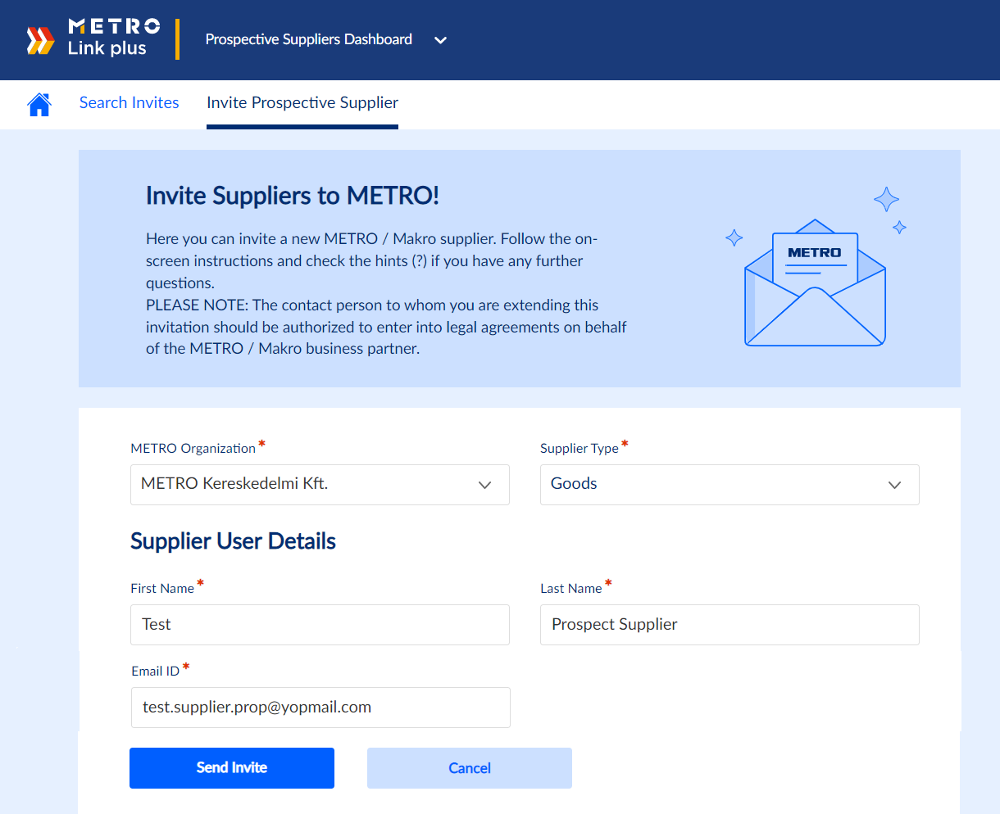 METRO
Link plus
Prospective Suppliers Dashboard
Search Invites
Invite Prospective Supplier
Invite Suppliers to METRO!
Here you can invite a new METRO / Makro supplier. Follow the on-
screen instructions and check the hints (?) if you have any further
questions.
PLEASE NOTE: The contact person to whom you are extending this
invitation should be authorized to enter into legal agreements on behalf
of the METRO / Makro business partner.
METRO
METRO Organization *
Supplier Type *
METRO Kereskedelmi Kft.
Goods
Supplier User Details
First Name *
Last Name *
Test
Prospect Supplier
Email ID *
test.supplier.prop@yopmail.com
Send Invite
Cancel